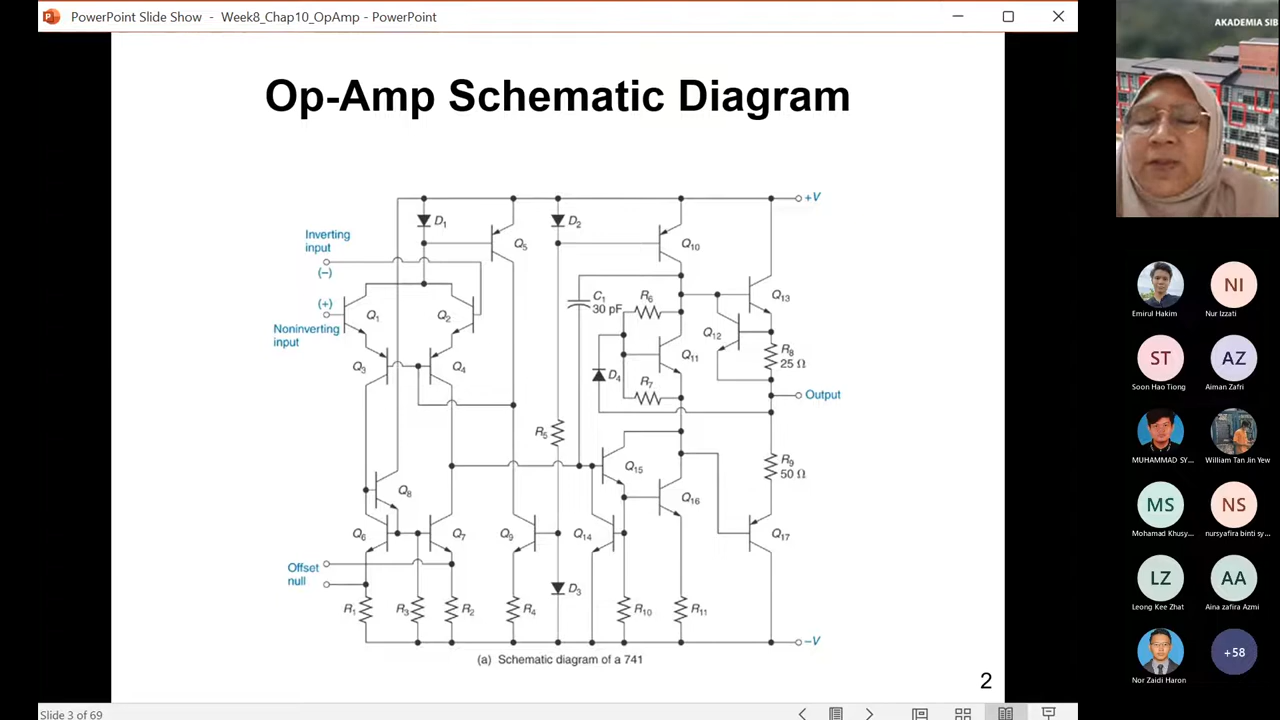 PowerPoint Slide Show - Week8_Chap10_OpAmp - PowerPoint
AKADEMIA SIB
Op-Amp Schematic Diagram
+V
D1
D2
Inverting
input
(−)
Q5
Q10
(+)
Noninverting
input
Q1
Q2
C1
30 pF
R6
Q13
Q12
Q3
Q4
D4
R7
Q11
R8
25 Ω
Output
R5
Q15
R9
50 Ω
Q8
Q16
Q6
Q7
Q9
Q14
Q17
Offset
null
D3
R1
R3
R2
R4
R10
R11
−V
(a) Schematic diagram of a 741
2
Slide 3 of 69
Emirul Hakim
NI
Nur Izzati
ST
Soon Hao Tiong
AZ
Aiman Zafri
MUHAMMAD SY...
William Tan Jin Yew
MS
Mohamad Khusy...
NS
nursyafira binti sy...
LZ
Leong Kee Zhat
AA
Aina zafira Azmi
Nor Zaidi Haron
+58